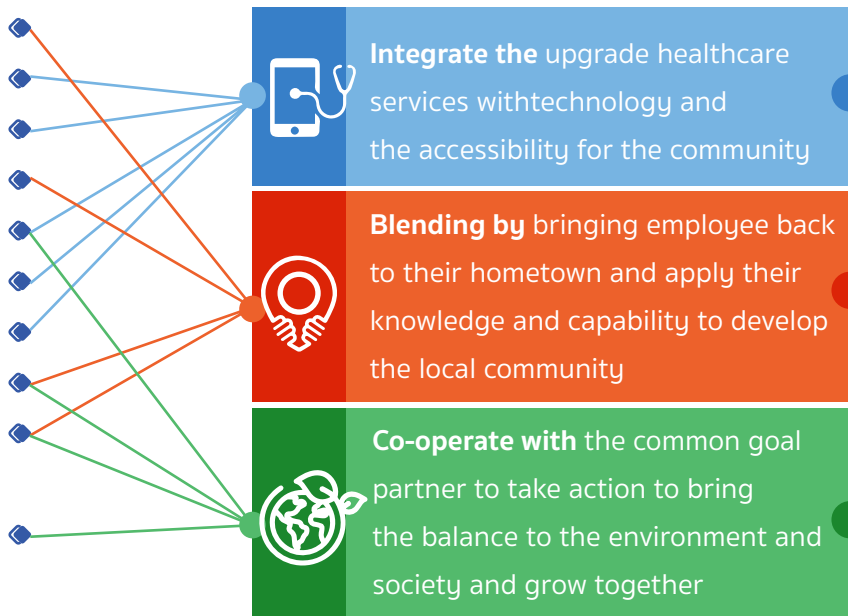 Integrate the upgrade healthcare
services withtechnology and
the accessibility for the community
Blending by bringing employee back
to their hometown and apply their
knowledge and capability to develop
the local community
Co-operate with the common goal
partner to take action to bring
the balance to the environment and
society and grow together